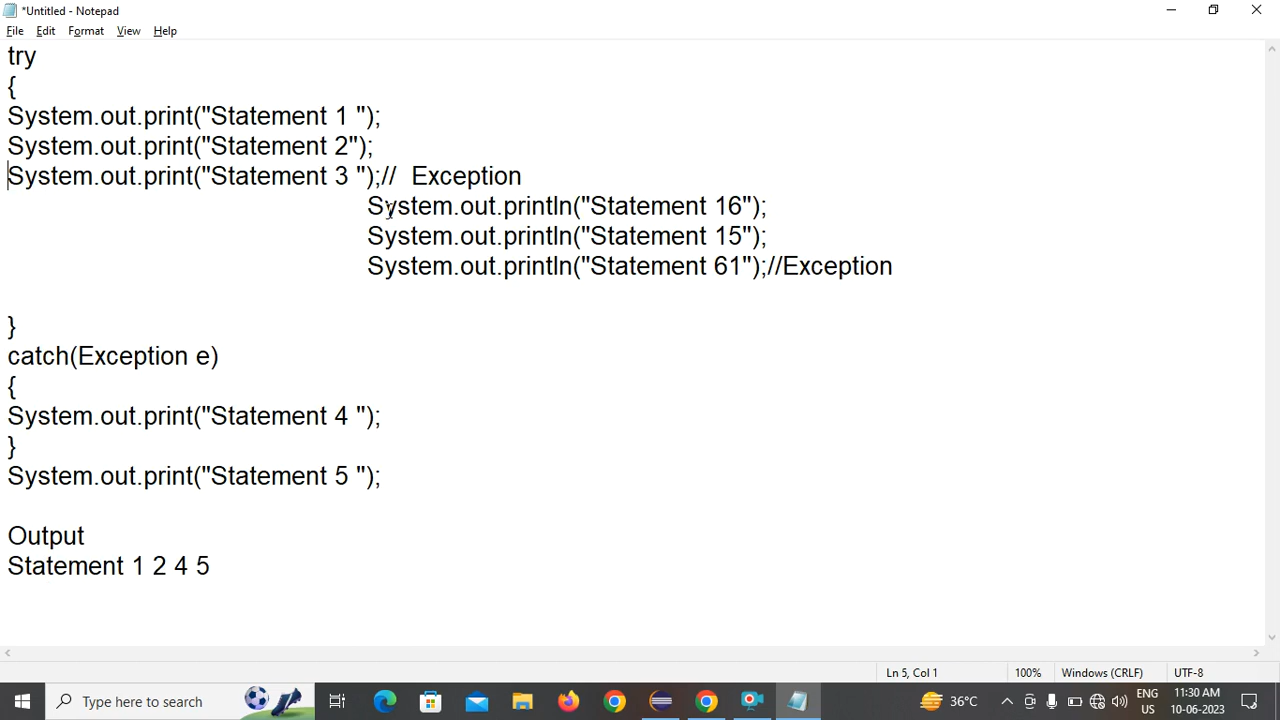 *Untitled - Notepad
File Edit Format View Help
try
{
System.out.print("Statement 1 ");
System.out.print("Statement 2");
System.out.print("Statement 3 ");//  Exception
System.out.println("Statement 16");
System.out.println("Statement 15");
System.out.println("Statement 61");//Exception
}
catch(Exception e)
{
System.out.print("Statement 4 ");
}
System.out.print("Statement 5 ");
Output
Statement 1 2 4 5
Ln 5, Col 1 100% Windows (CRLF) UTF-8
Type here to search 36°C ENG US 11:30 AM 10-06-2023